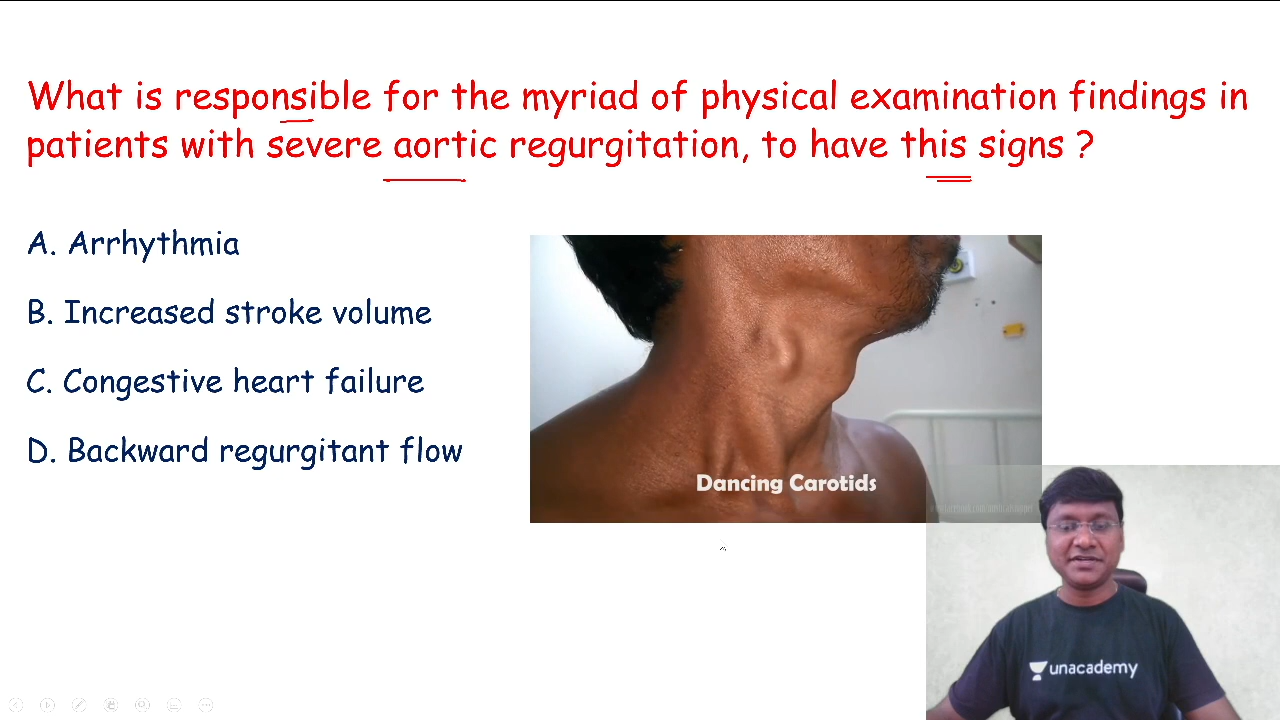 What is responsible for the myriad of physical examination findings in
patients with severe aortic regurgitation, to have this signs ?
A. Arrhythmia
B. Increased stroke volume
C. Congestive heart failure
D. Backward regurgitant flow
Dancing Carotids
unacademy